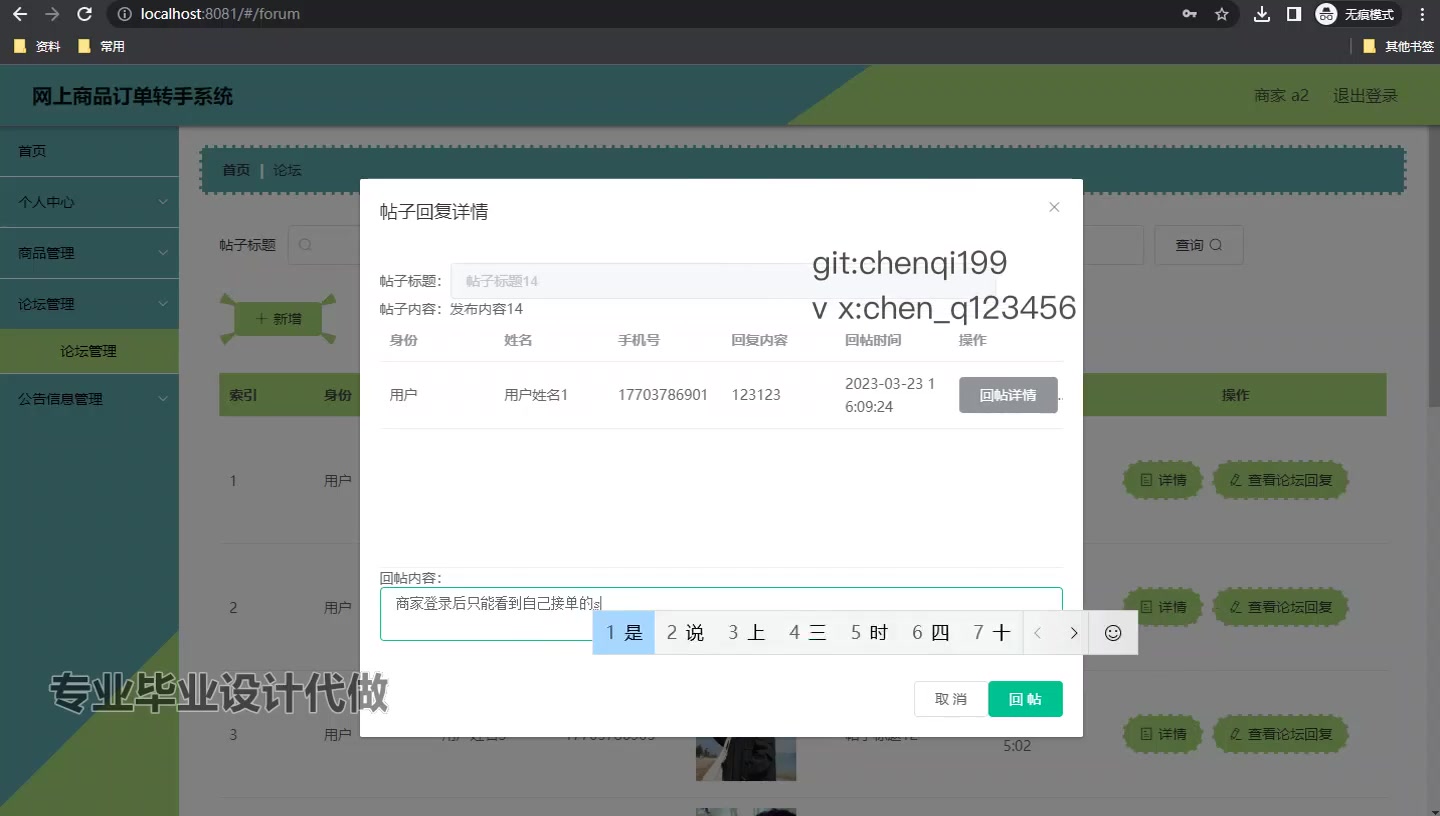 localhost:8081/#/forum
无痕模式
资料
常用
其他书签
网上商品订单转手系统
商家 a2
退出登录
首页
个人中心
商品管理
论坛管理
论坛管理
公告信息管理
首页
论坛
帖子标题
查询
新增
索引
身份
操作
1
用户
详情
查看论坛回复
2
用户
详情
查看论坛回复
3
用户
5:02
详情
查看论坛回复
帖子回复详情
git:chenqi199
v x:chen_q123456
帖子标题:
帖子标题14
帖子内容:
发布内容14
身份
姓名
手机号
回复内容
回帖时间
操作
用户
用户姓名1
17703786901
123123
2023-03-23 1
6:09:24
回帖详情
回帖内容:
商家登录后只能看到自己接单的s
1 是 2 说 3 上 4 三 5 时 6 四 7 十
取 消
回 帖
专业毕业设计代做